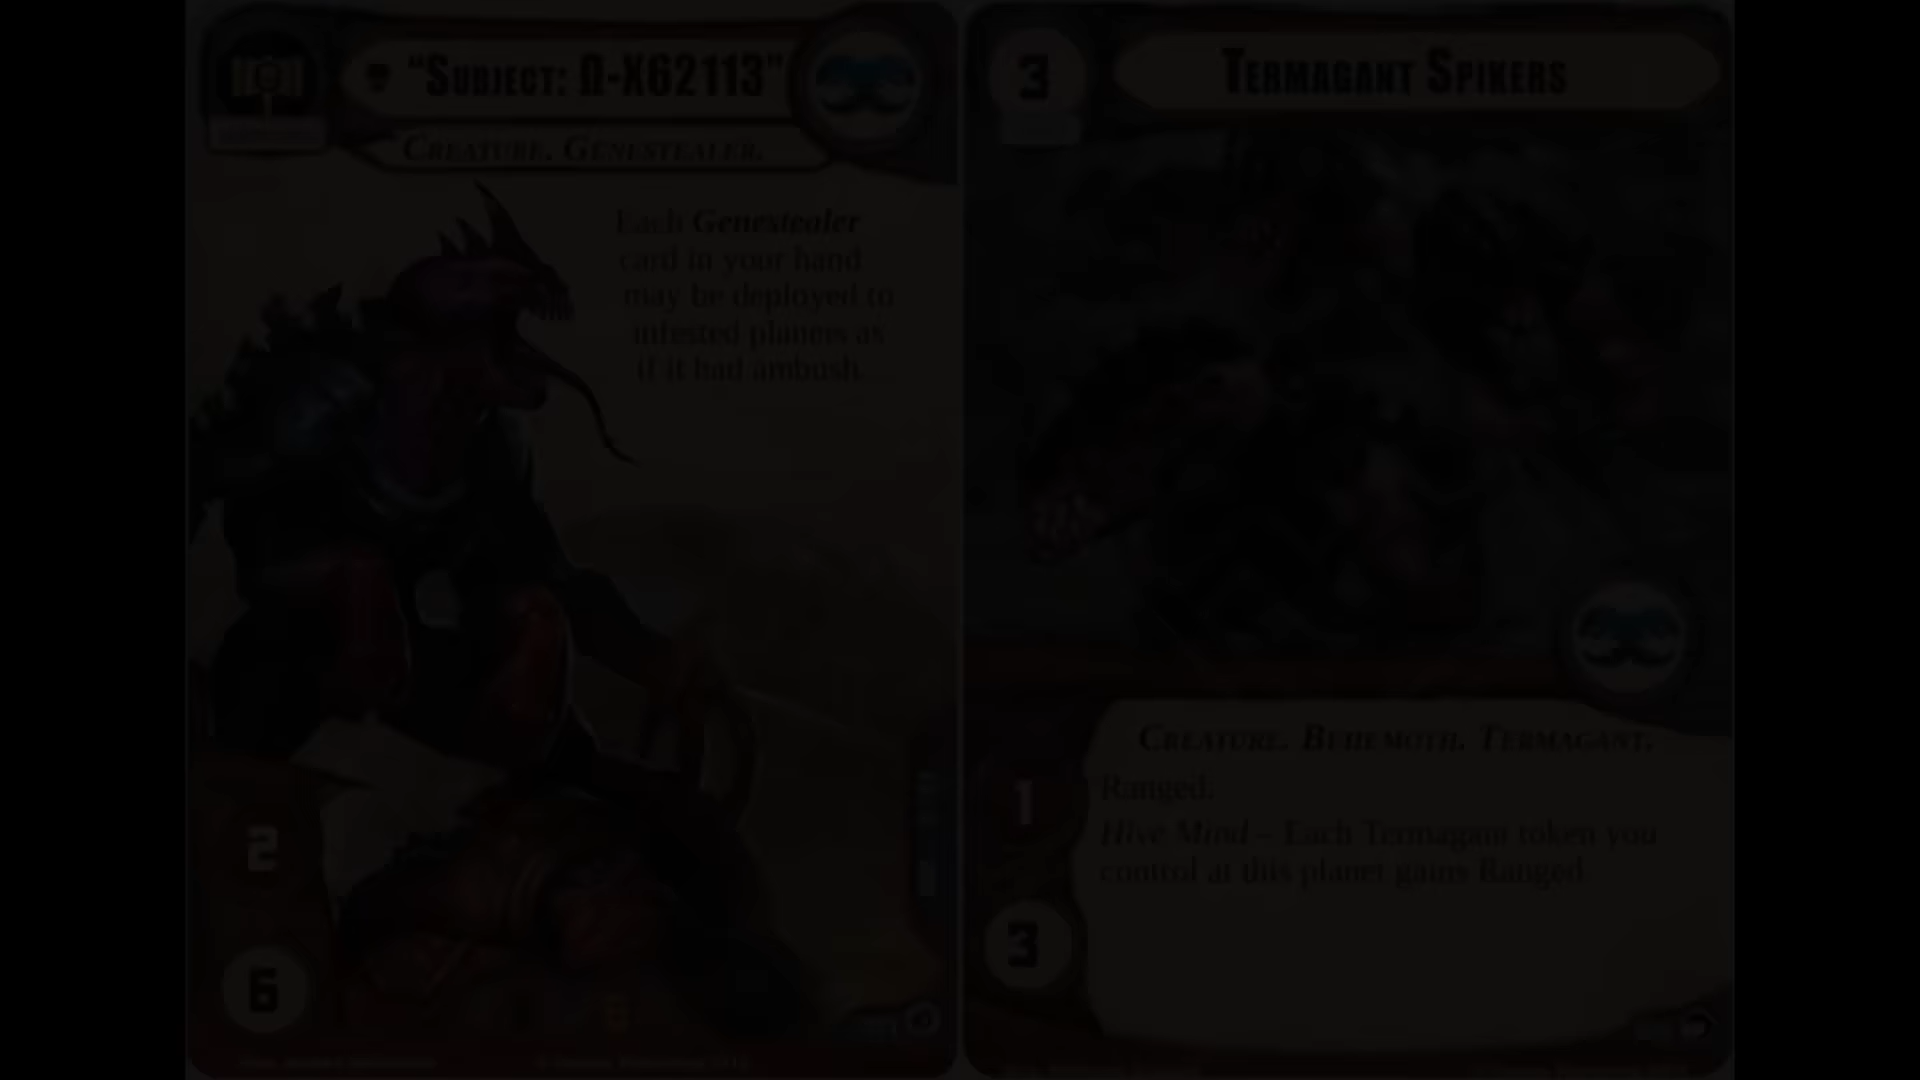 "Subject: Ω-X62113"
Creature. Genestealer.
Each Genestealer
card in your hand
may be deployed to
infested planets as
if it had ambush.
2
6
3
Termagant Spikers
Creature. Behemoth. Termagant.
Ranged.
Hive Mind – Each Termagant token you
control at this planet gains Ranged.
1
3